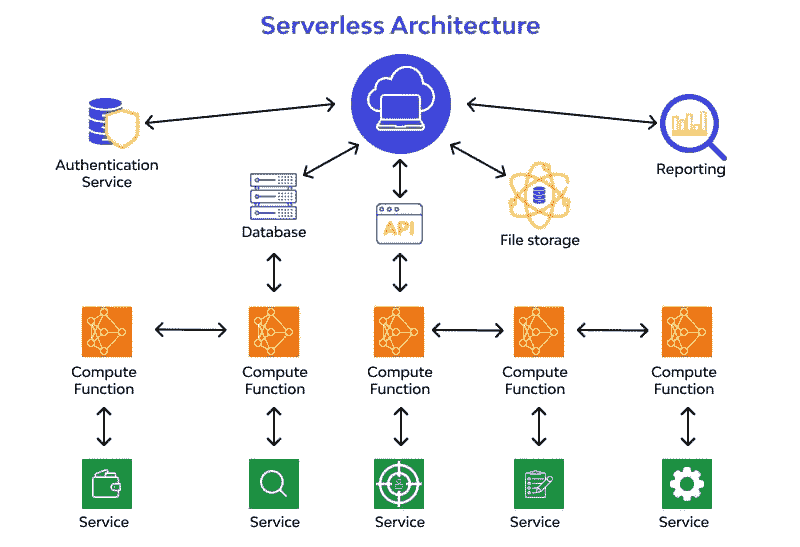 Serverless Architecture
Authentication
Service
Reporting
Database
API
File storage
Compute
Function
Compute
Function
Compute
Function
Compute
Function
Compute
Function
Service
Service
Service
Service
Service